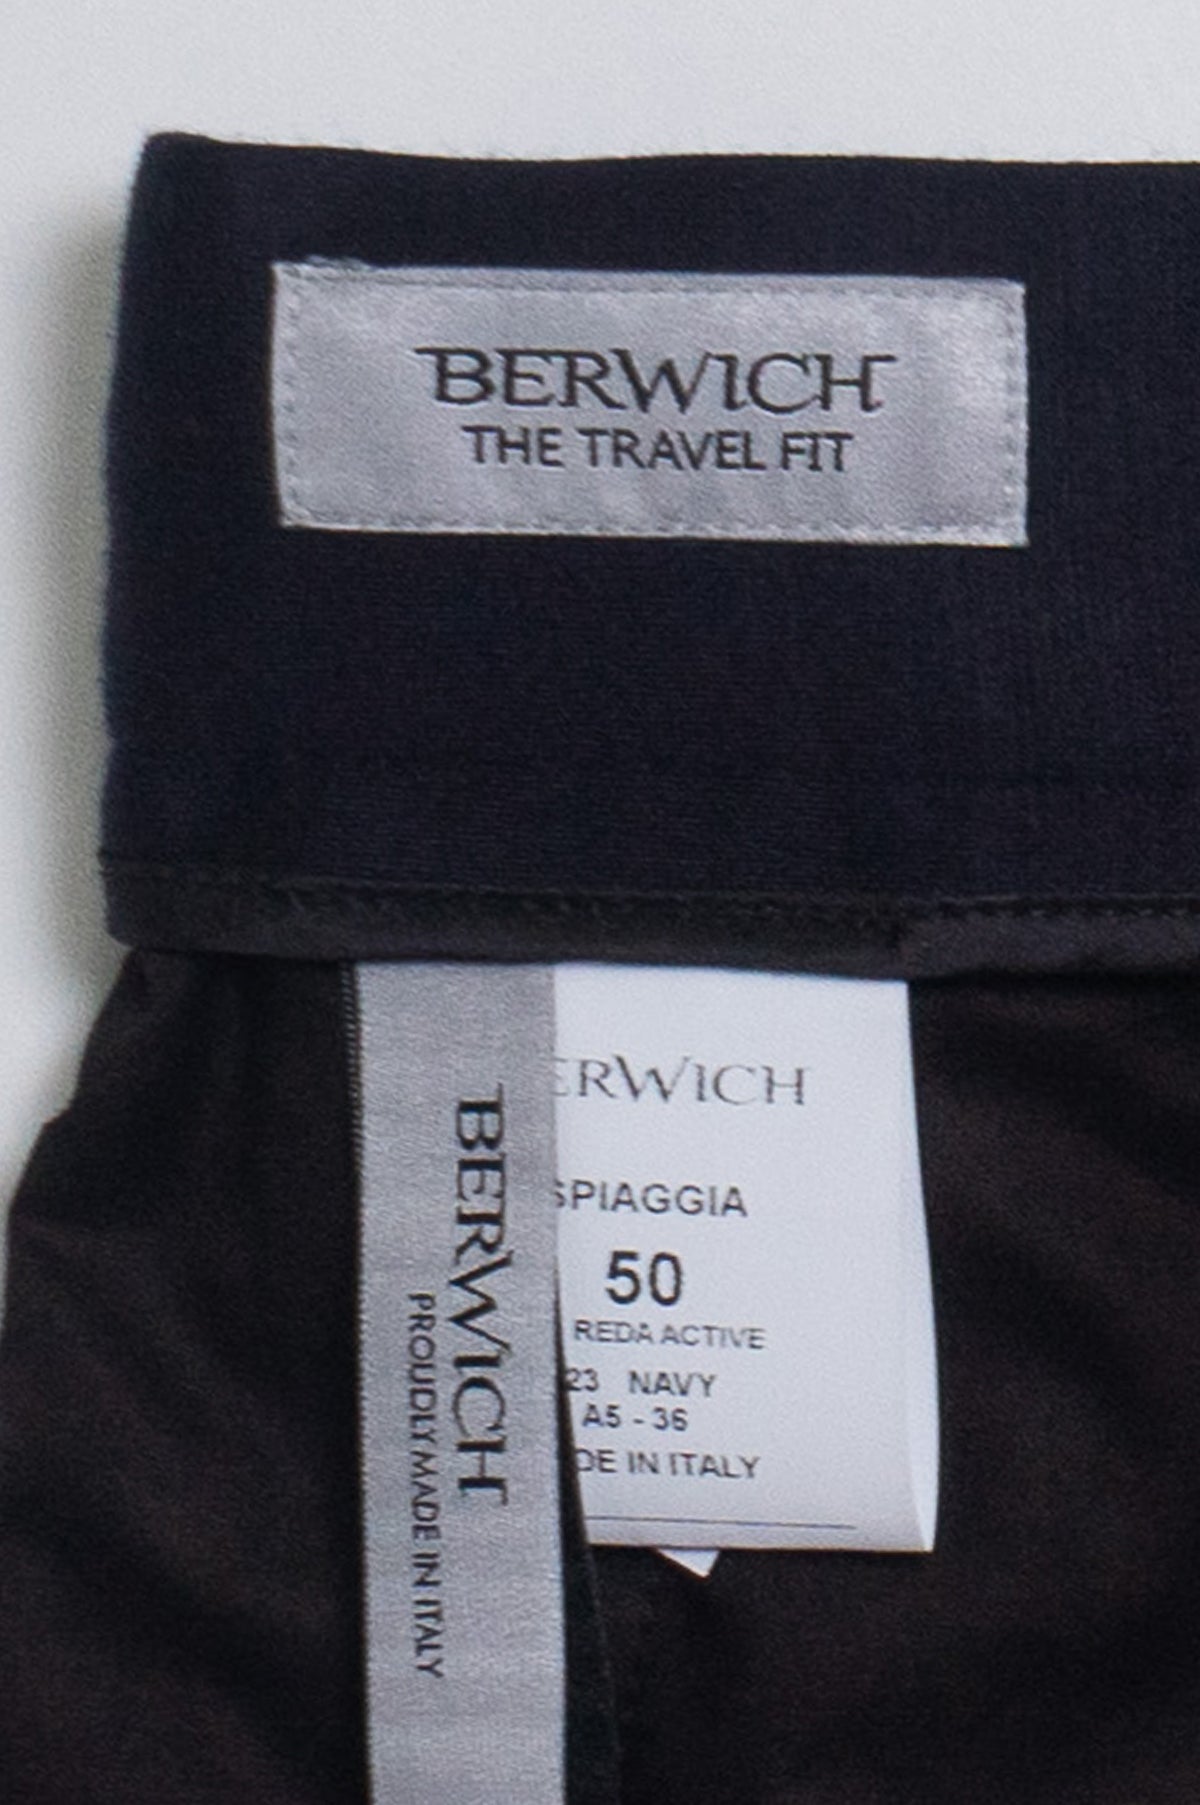 BERWICH
THE TRAVEL FIT
BERWICH
PROUDLY MADE IN ITALY
ERWICH
SPIAGGIA
50
REDA ACTIVE
23 NAVY
A5 - 36
DE IN ITALY